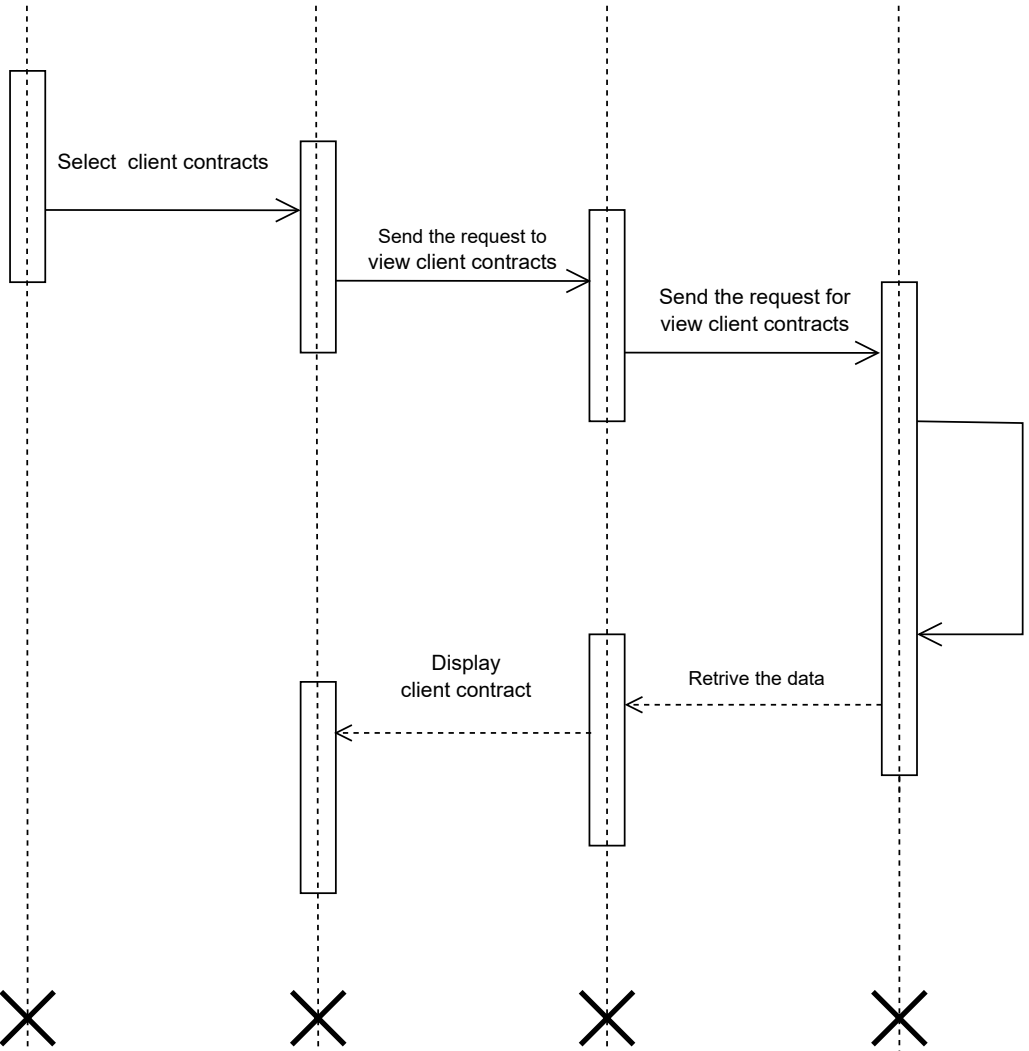 Select  client contracts
Send the request to
view client contracts
Send the request for
view client contracts
Display
client contract
Retrive the data